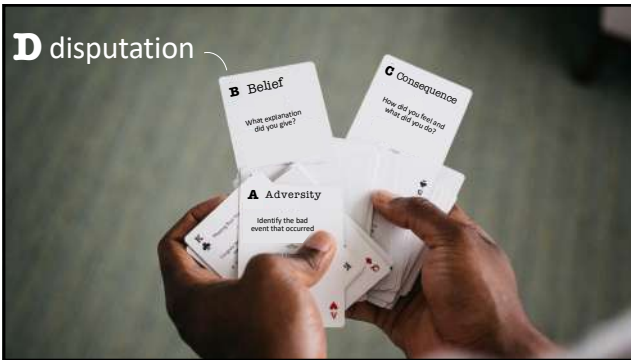 D disputation
B Belief
What explanation
did you give?
C Consequence
How did you feel and
what did you do?
A Adversity
Identify the bad
event that occurred
K
A